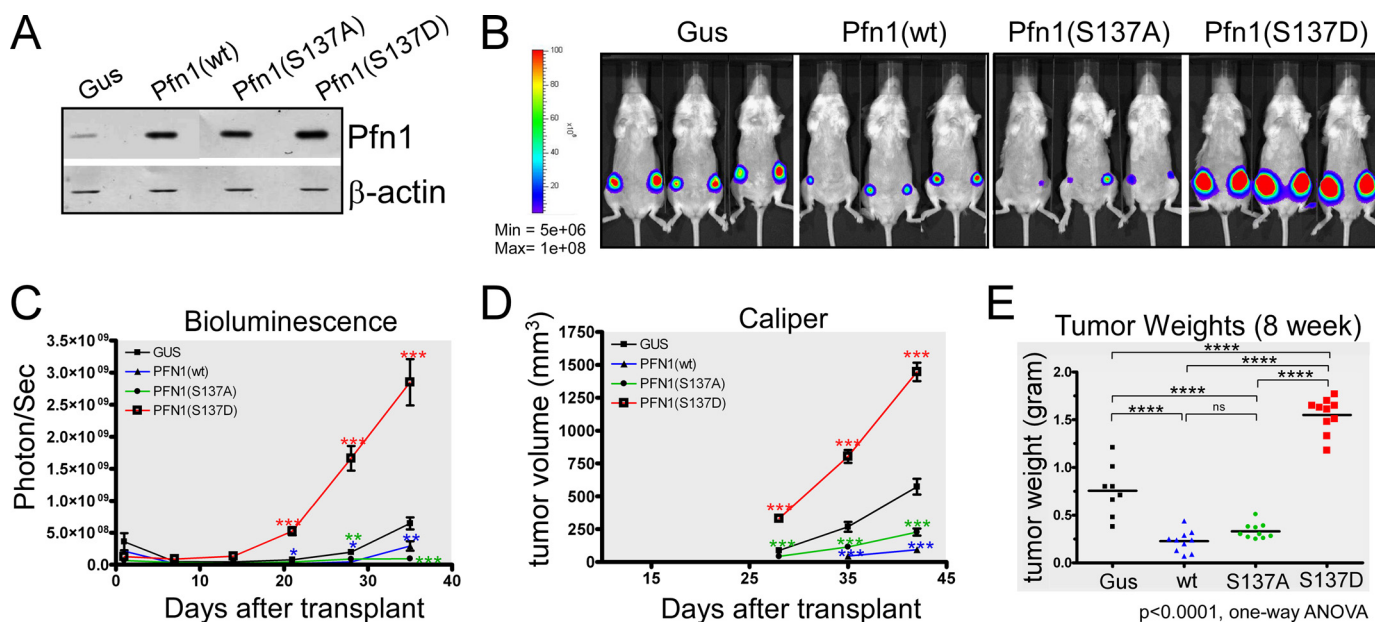 A
Gus
Pfn1(wt)
Pfn1(S137A)
Pfn1(S137D)
Pfn1
β-actin
B
Gus
Pfn1(wt)
Pfn1(S137A)
Pfn1(S137D)
100
80
60
40
20
x10⁶
Min = 5e+06
Max= 1e+08
C
Bioluminescence
Photon/Sec
3.5×10⁰⁹
3.0×10⁰⁹
2.5×10⁰⁹
2.0×10⁰⁹
1.5×10⁰⁹
1.0×10⁰⁹
5.0×10⁰⁸
0.0
GUS
PFN1(wt)
PFN1(S137A)
PFN1(S137D)
***
***
***
*
**
*
**
***
0
10
20
30
40
Days after transplant
D
Caliper
tumor volume (mm³)
1750
1500
1250
1000
750
500
250
0
GUS
PFN1(wt)
PFN1(S137A)
PFN1(S137D)
***
***
***
***
***
***
***
***
15
25
35
45
Days after transplant
E
Tumor Weights (8 week)
tumor weight (gram)
2.0
1.5
1.0
0.5
0.0
****
****
****
****
****
ns
Gus
wt
S137A
S137D
p<0.0001, one-way ANOVA